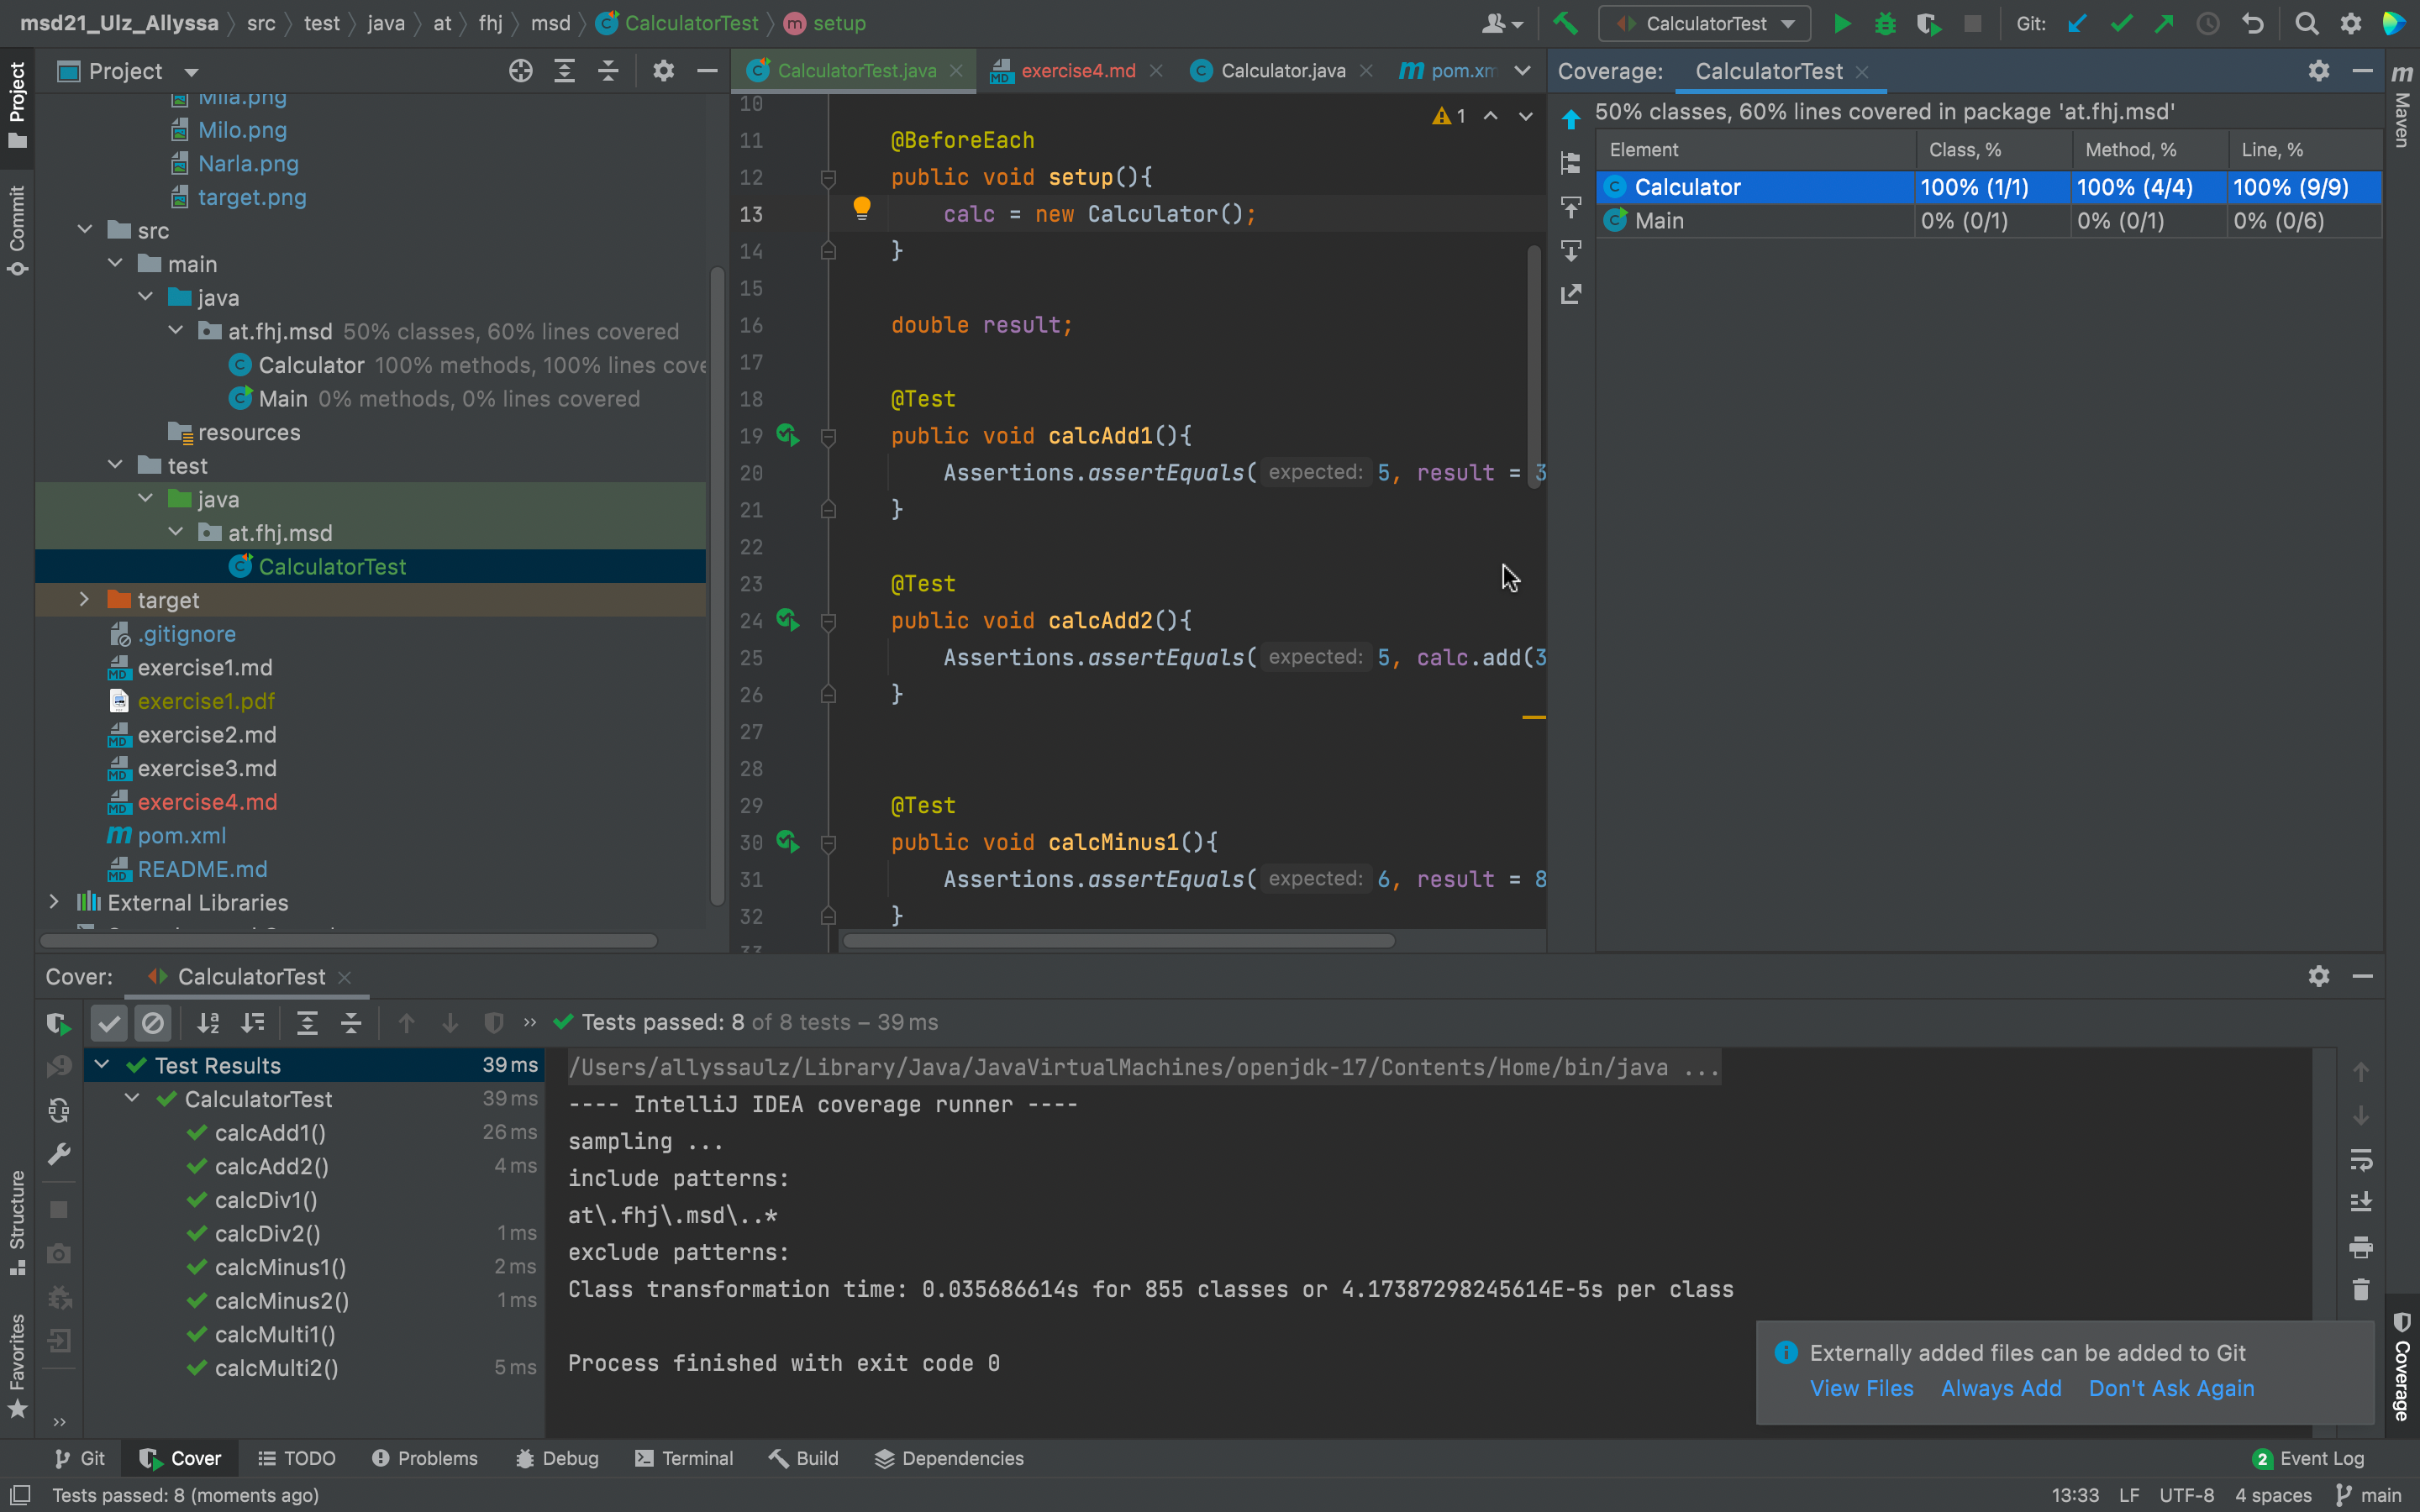 msd21_Ulz_Allyssa src test java at fhj msd CalculatorTest setup
CalculatorTest Git:
Project
Commit
Structure
Favorites
Project
Mila.png
Milo.png
Narla.png
target.png
src
main
java
at.fhj.msd 50% classes, 60% lines covered
Calculator 100% methods, 100% lines cove
Main 0% methods, 0% lines covered
resources
test
java
at.fhj.msd
CalculatorTest
target
.gitignore
exercise1.md
exercise1.pdf
exercise2.md
exercise3.md
exercise4.md
pom.xml
README.md
External Libraries
CalculatorTest.java exercise4.md Calculator.java pom.xm
1
10
11 @BeforeEach
12 public void setup(){
13 calc = new Calculator();
14 }
15
16 double result;
17
18 @Test
19 public void calcAdd1(){
20 Assertions.assertEquals( expected: 5, result = 3
21 }
22
23 @Test
24 public void calcAdd2(){
25 Assertions.assertEquals( expected: 5, calc.add(3
26 }
27
28
29 @Test
30 public void calcMinus1(){
31 Assertions.assertEquals( expected: 6, result = 8
32 }
33
Coverage: CalculatorTest
50% classes, 60% lines covered in package 'at.fhj.msd'
Element Class, % Method, % Line, %
Calculator 100% (1/1) 100% (4/4) 100% (9/9)
Main 0% (0/1) 0% (0/1) 0% (0/6)
Maven
Coverage
Cover: CalculatorTest
Tests passed: 8 of 8 tests – 39 ms
Test Results 39 ms
CalculatorTest 39 ms
calcAdd1() 26 ms
calcAdd2() 4 ms
calcDiv1()
calcDiv2() 1 ms
calcMinus1() 2 ms
calcMinus2() 1 ms
calcMulti1()
calcMulti2() 5 ms
/Users/allyssaulz/Library/Java/JavaVirtualMachines/openjdk-17/Contents/Home/bin/java ...
---- IntelliJ IDEA coverage runner ----
sampling ...
include patterns:
at\.fhj\.msd\..*
exclude patterns:
Class transformation time: 0.035686614s for 855 classes or 4.17387298245614E-5s per class
Process finished with exit code 0
Externally added files can be added to Git
View Files Always Add Don't Ask Again
Git Cover TODO Problems Debug Terminal Build Dependencies
2 Event Log
Tests passed: 8 (moments ago)
13:33 LF UTF-8 4 spaces main